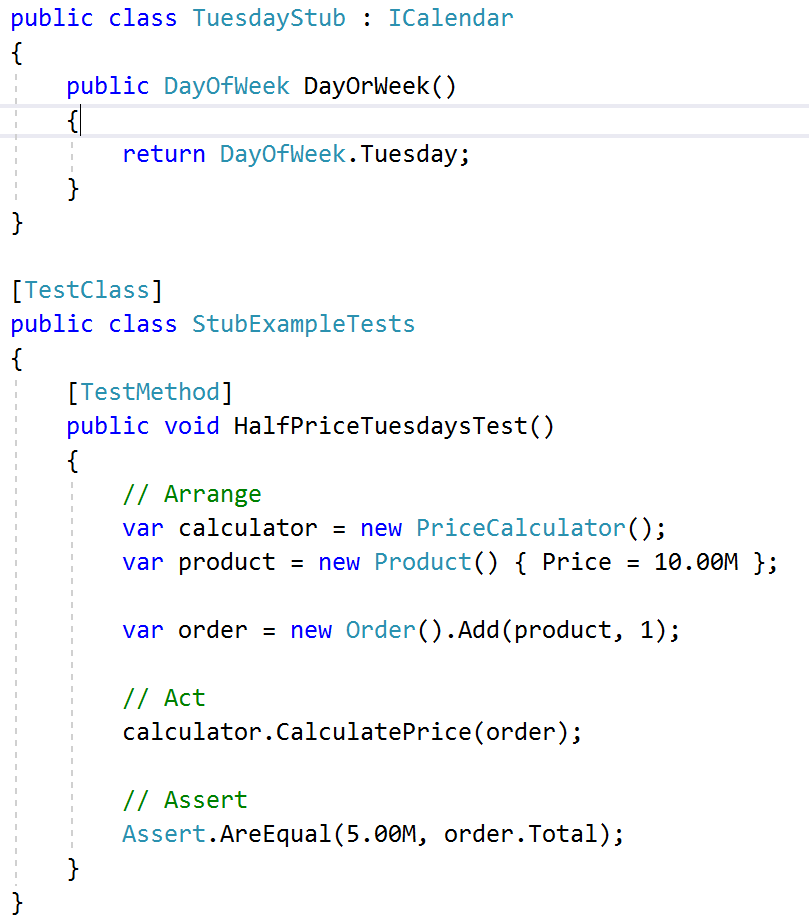 public class TuesdayStub : ICalendar
{
    public DayOfWeek DayOrWeek()
    {
        return DayOfWeek.Tuesday;
    }
}

[TestClass]
public class StubExampleTests
{
    [TestMethod]
    public void HalfPriceTuesdaysTest()
    {
        // Arrange
        var calculator = new PriceCalculator();
        var product = new Product() { Price = 10.00M };

        var order = new Order().Add(product, 1);

        // Act
        calculator.CalculatePrice(order);

        // Assert
        Assert.AreEqual(5.00M, order.Total);
    }
}